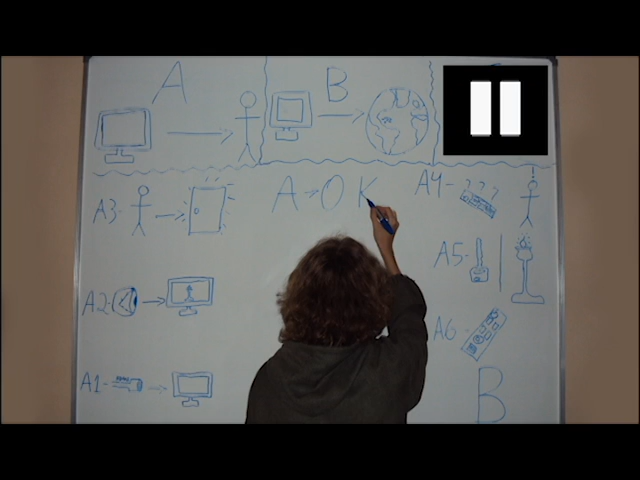 A
B
A3-
A → OK
A4- ? ? ?
A5-
A2-
A6-
A1-
B